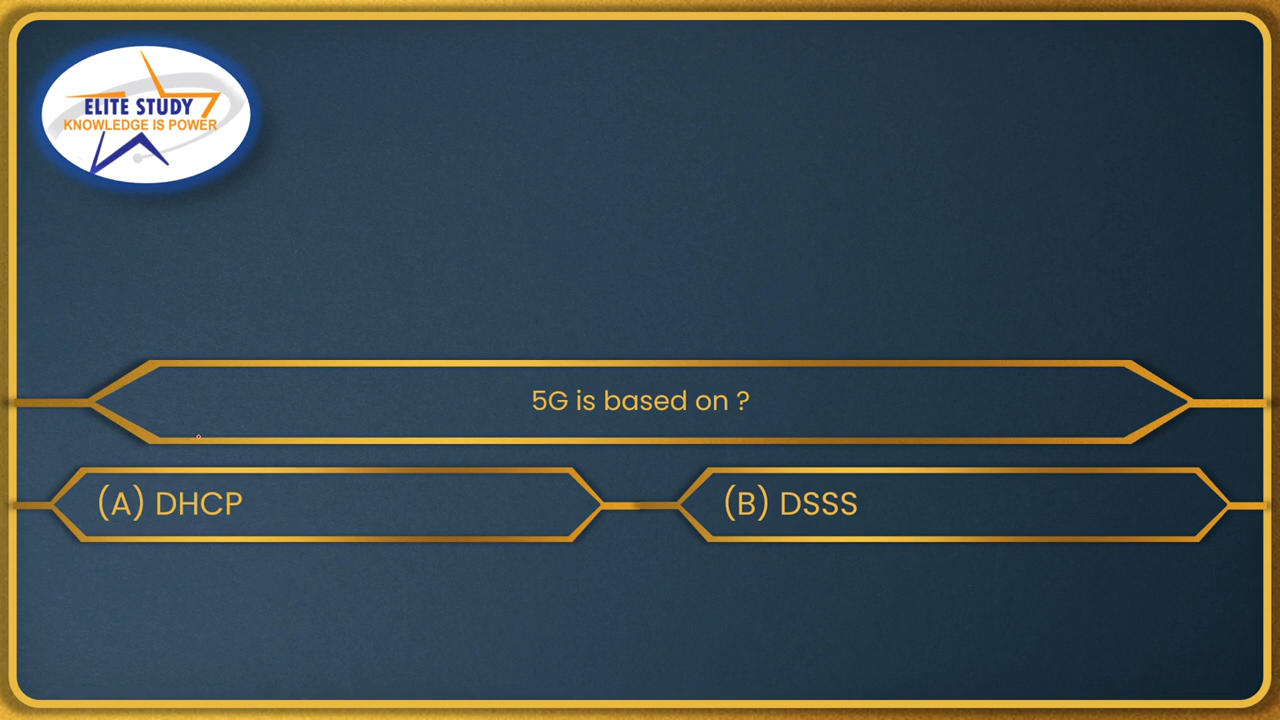 ELITE STUDY
KNOWLEDGE IS POWER
5G is based on ?
(A) DHCP
(B) DSSS